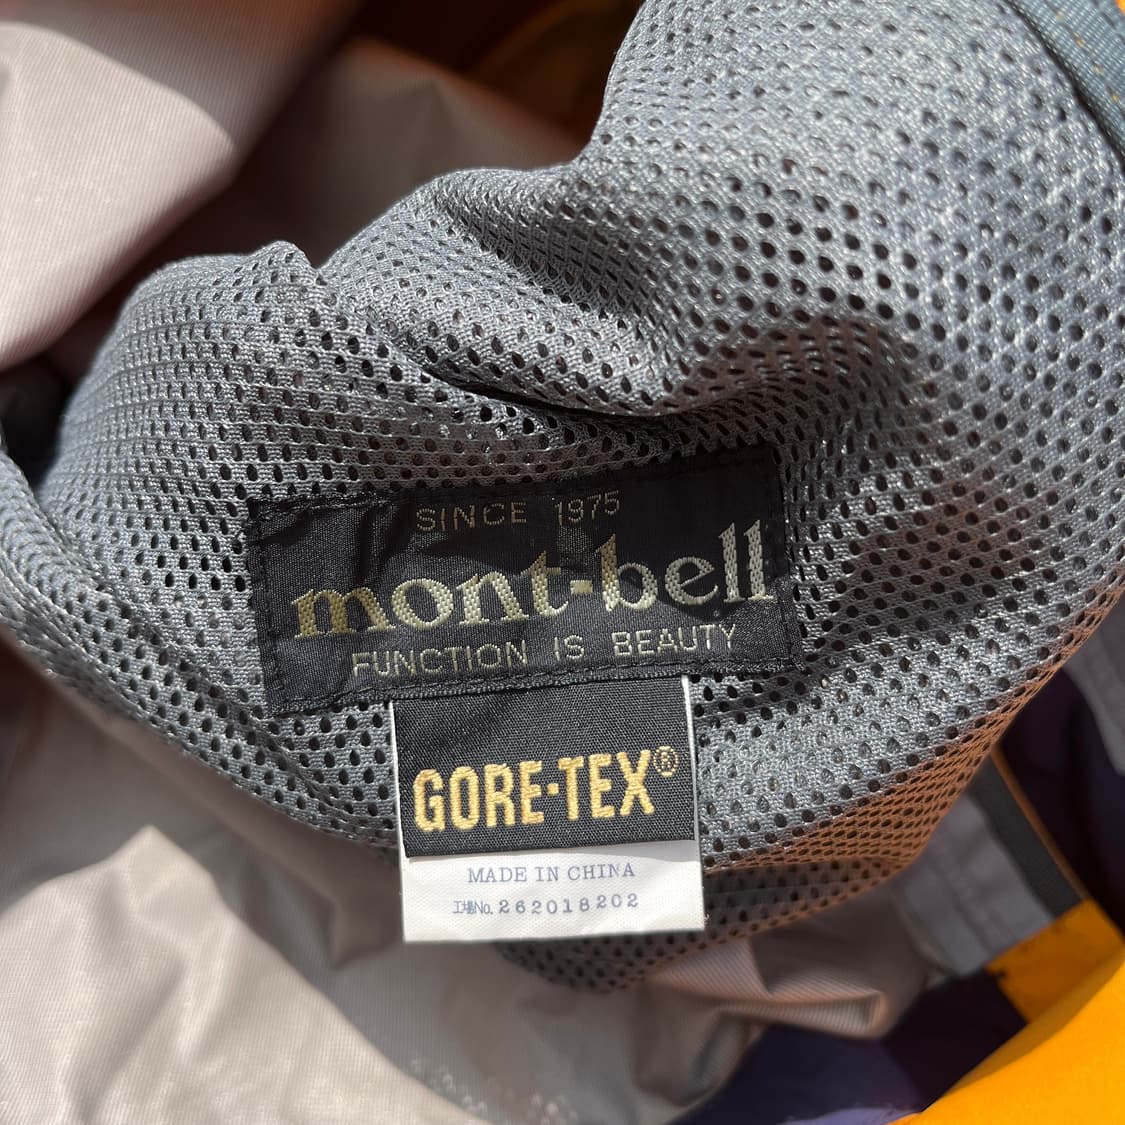 SINCE 1975
mont-bell
FUNCTION IS BEAUTY
GORE-TEX®
MADE IN CHINA
工場No. 262018202